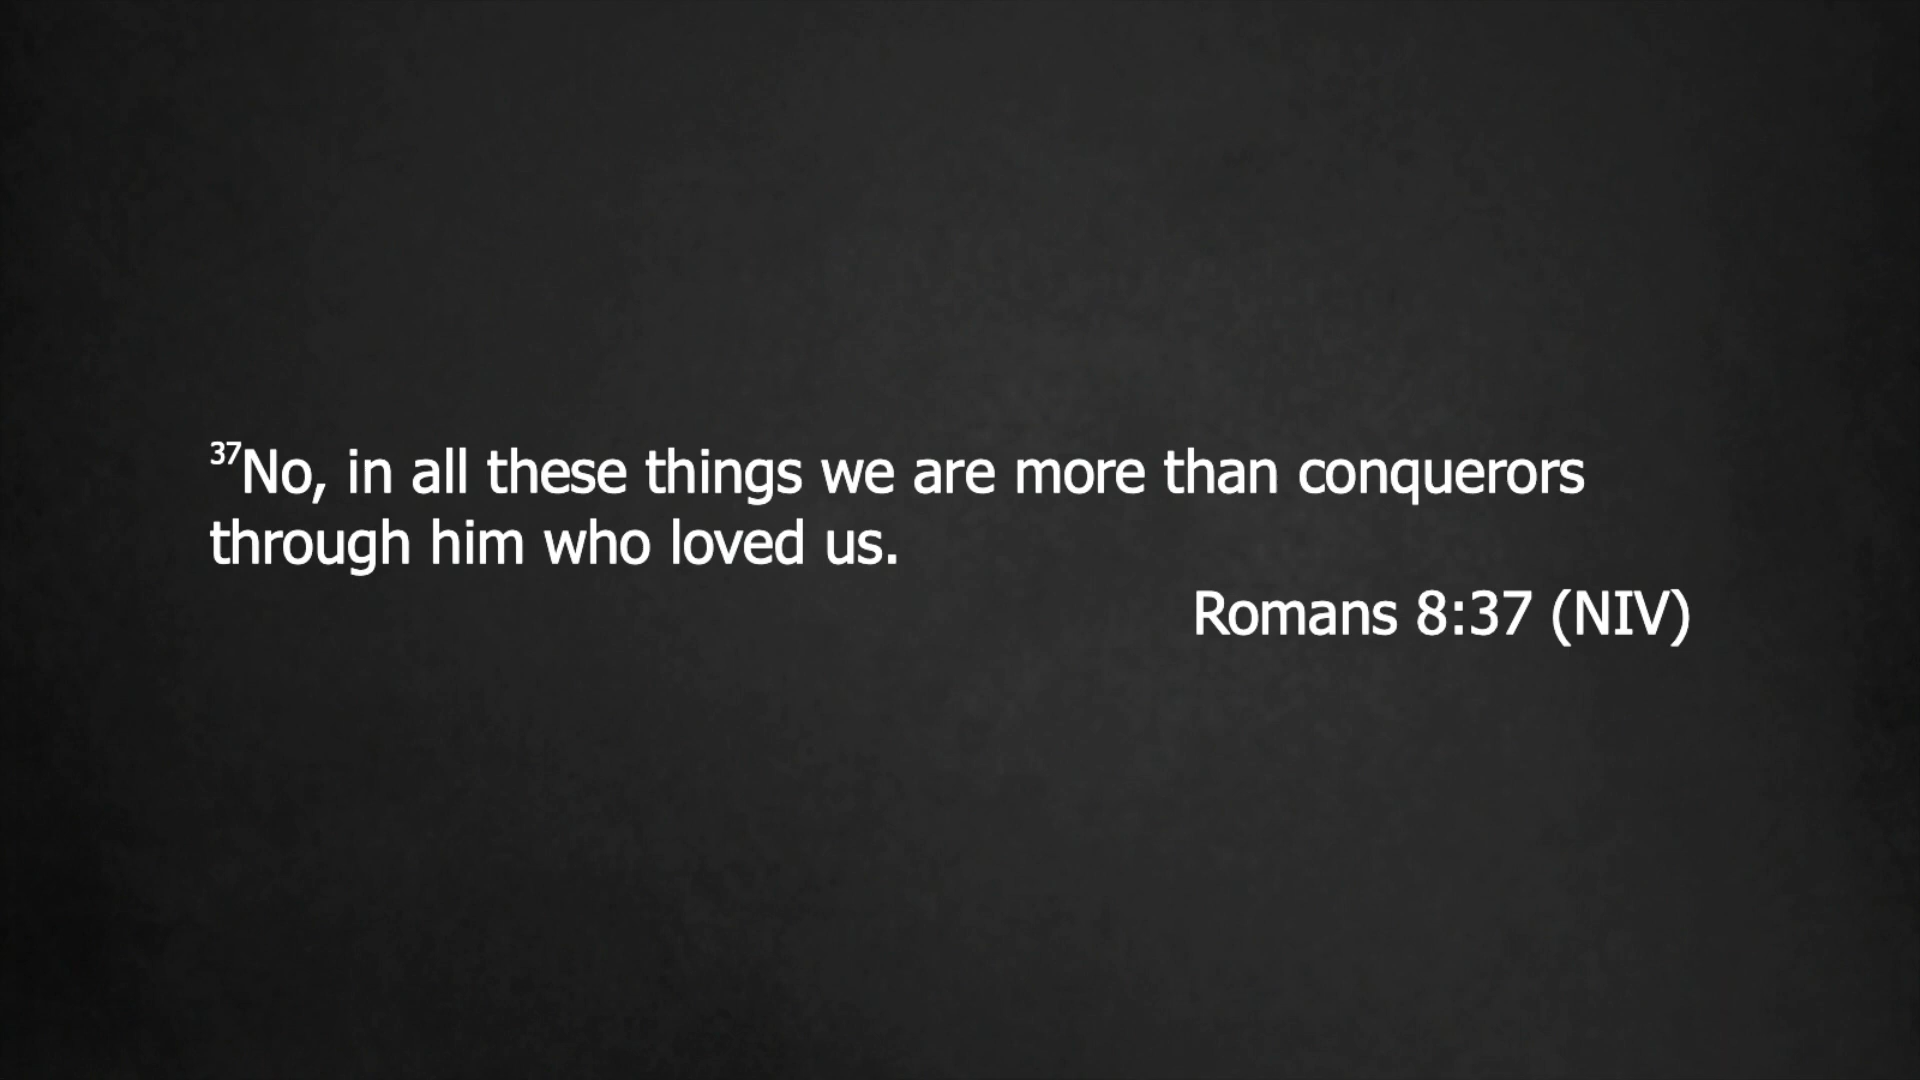 ³⁷No, in all these things we are more than conquerors
through him who loved us.
Romans 8:37 (NIV)